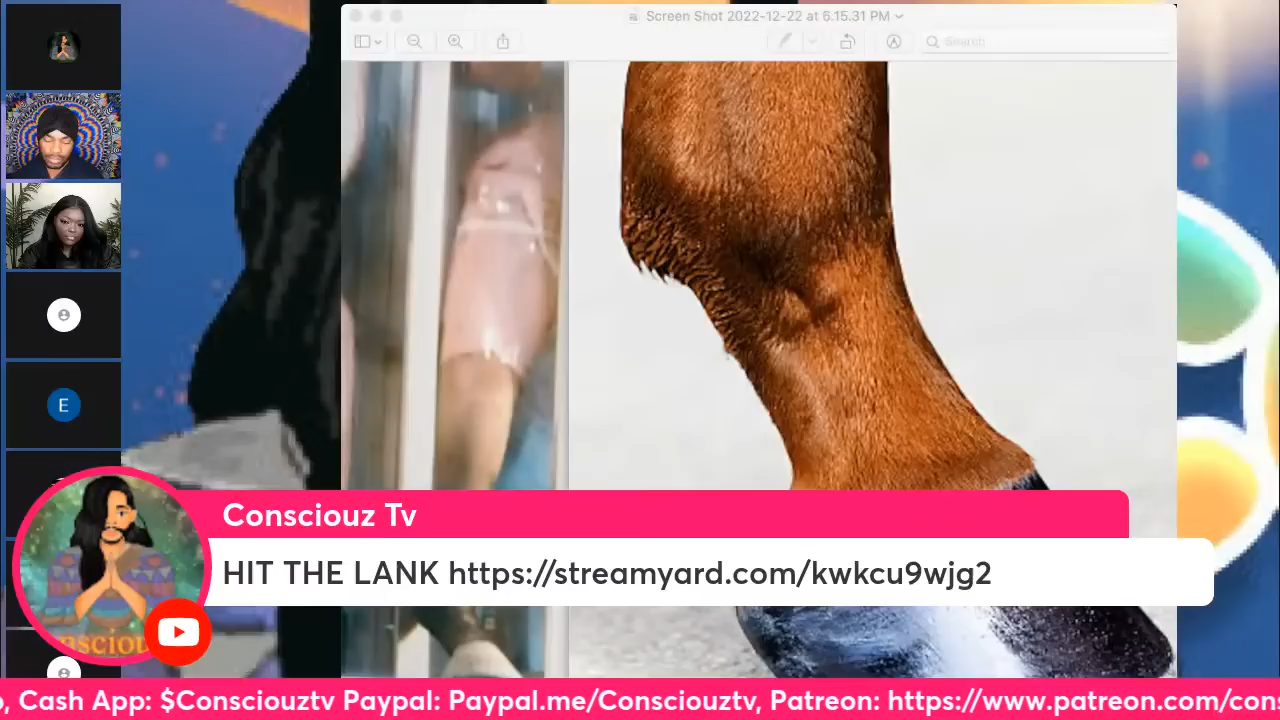 Screen Shot 2022-12-22 at 6.15.31 PM
Search
E
Consciouz Tv
HIT THE LANK https://streamyard.com/kwkcu9wjg2
nsciou
, Cash App: $Consciouztv Paypal: Paypal.me/Consciouztv, Patreon: https://www.patreon.com/cons